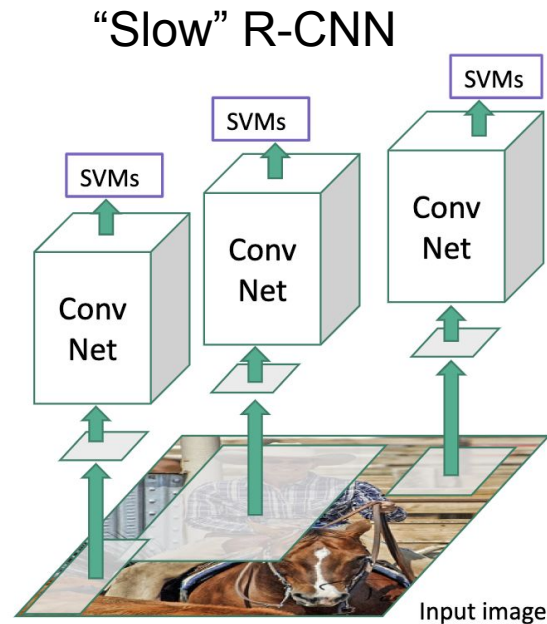 “Slow” R-CNN
SVMs
SVMs
SVMs
Conv
Net
Conv
Net
Conv
Net
Input image